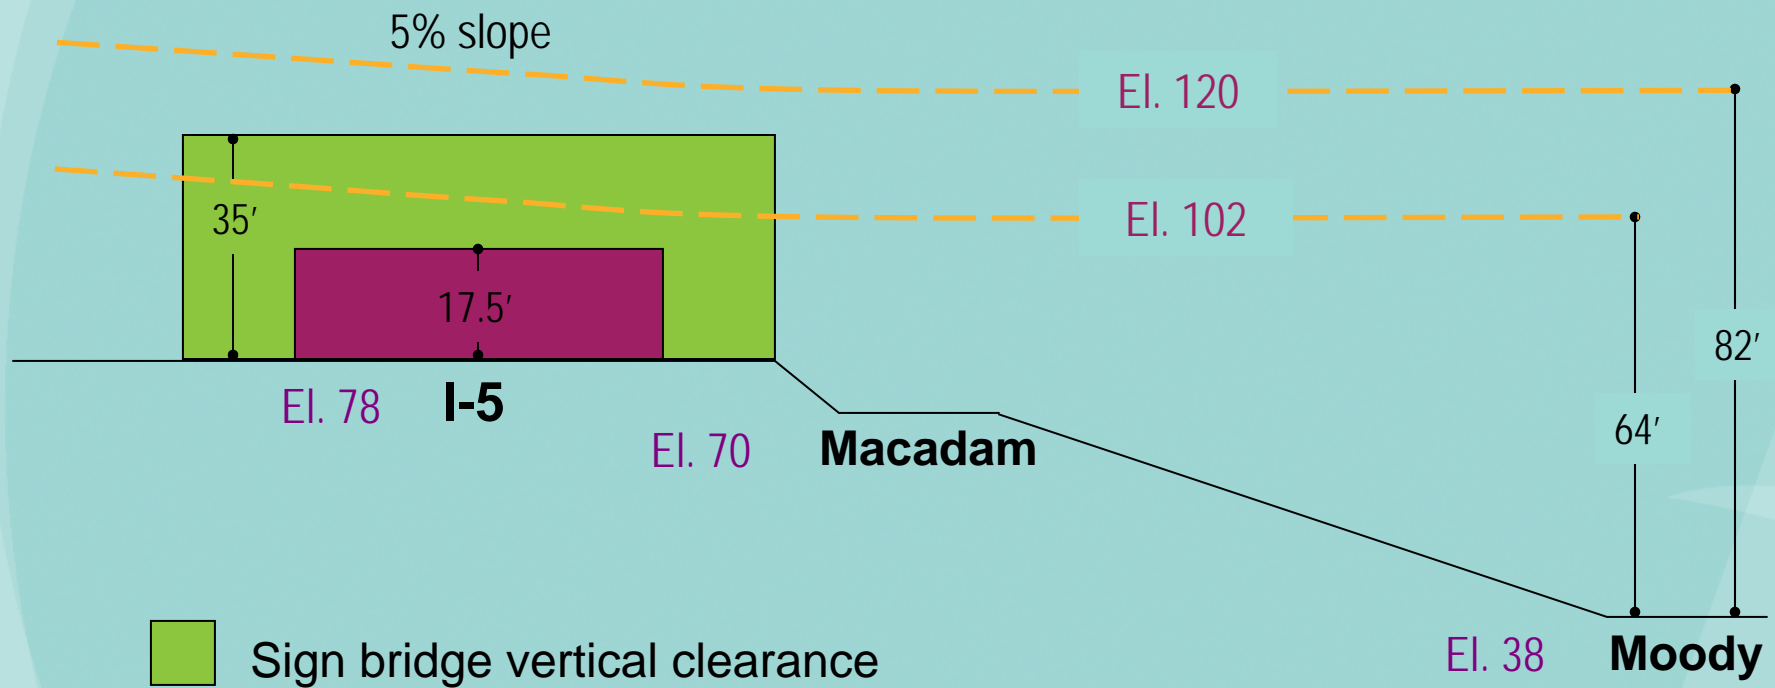 5% slope
El. 120
35′
El. 102
17.5′
82′
El. 78
I-5
64′
El. 70
Macadam
Sign bridge vertical clearance
El. 38
Moody